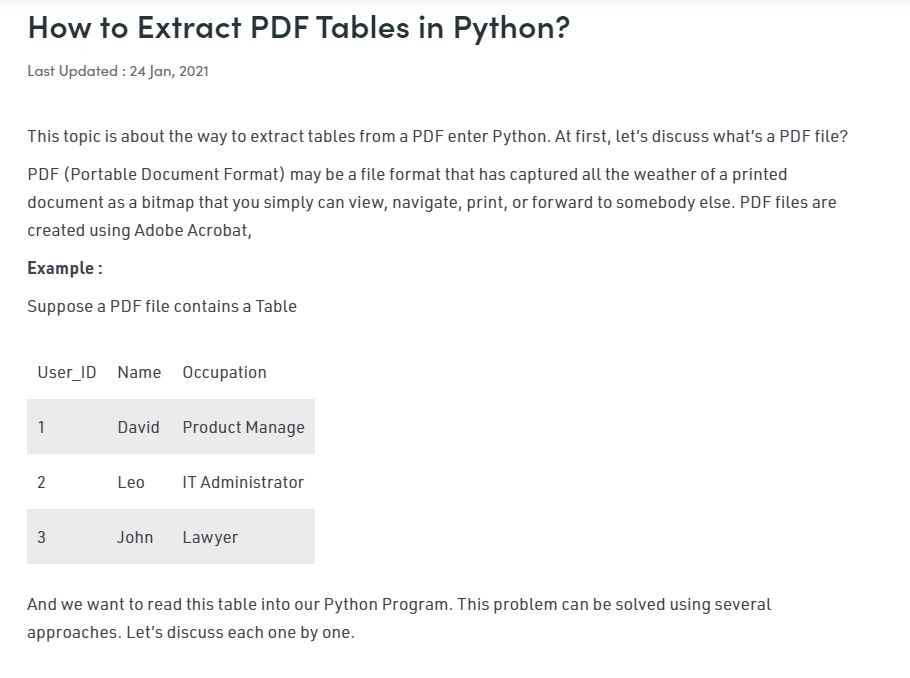 How to Extract PDF Tables in Python?
Last Updated : 24 Jan, 2021
This topic is about the way to extract tables from a PDF enter Python. At first, let’s discuss what’s a PDF file?
PDF (Portable Document Format) may be a file format that has captured all the weather of a printed
document as a bitmap that you simply can view, navigate, print, or forward to somebody else. PDF files are
created using Adobe Acrobat,
Example :
Suppose a PDF file contains a Table
User_ID Name Occupation
1 David Product Manage
2 Leo IT Administrator
3 John Lawyer
And we want to read this table into our Python Program. This problem can be solved using several
approaches. Let’s discuss each one by one.